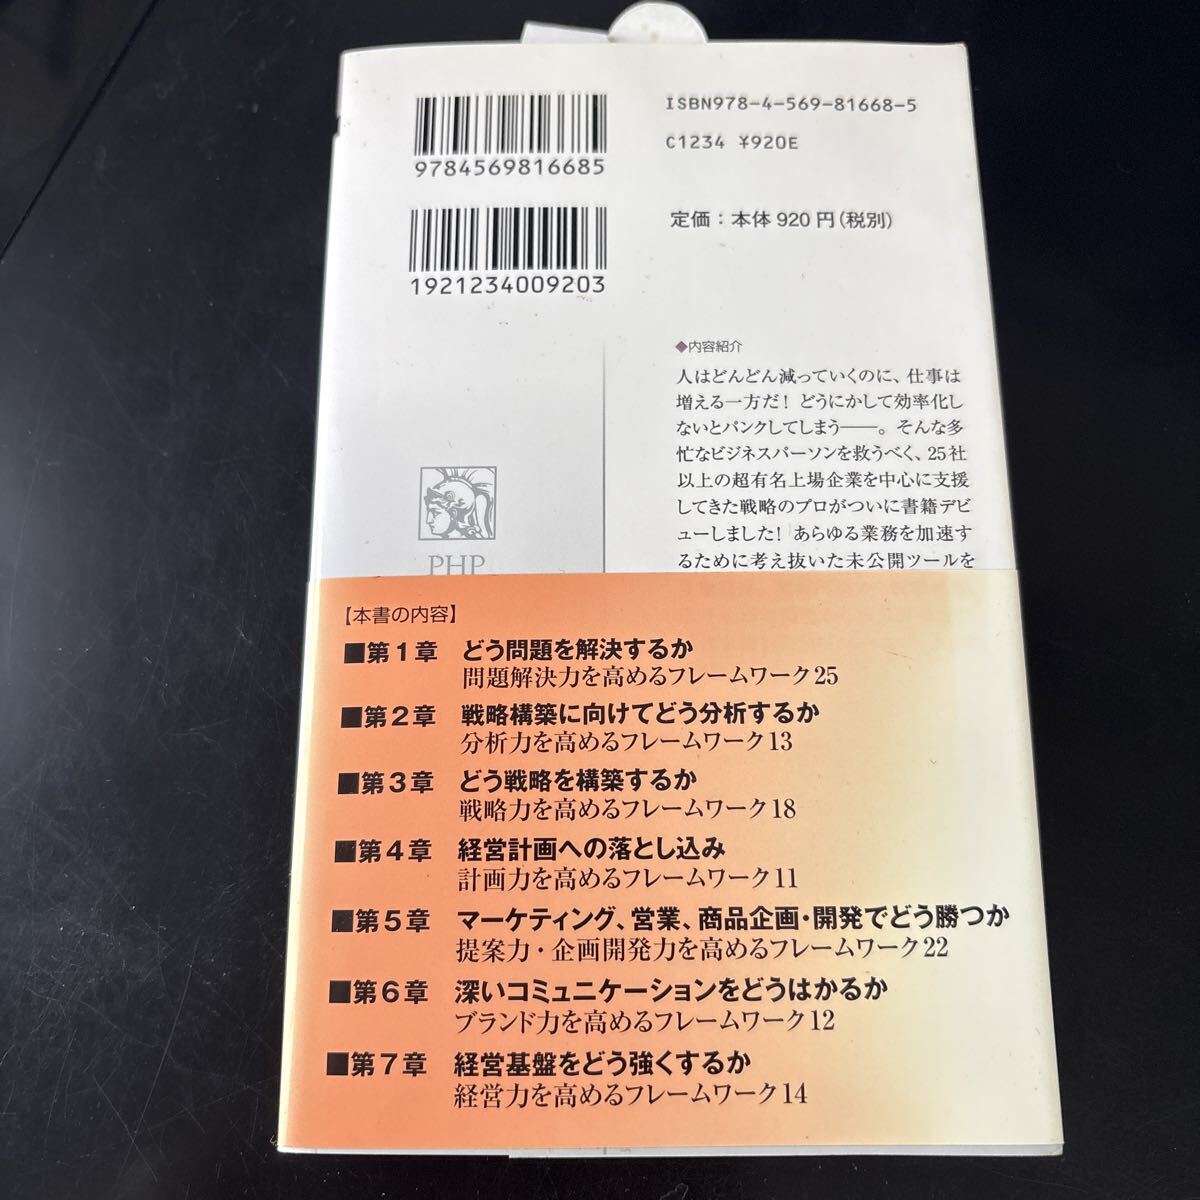 9784569816685
ISBN978-4-569-81668-5
C1234 ¥920E
1921234009203
定価：本体920円（税別）
◆内容紹介
人はどんどん減っていくのに、仕事は
増える一方だ！ どうにかして効率化し
ないとパンクしてしまう──。そんな多
忙なビジネスパーソンを救うべく、25社
以上の超有名上場企業を中心に支援
してきた戦略のプロがついに書籍デビ
ューしました！ あらゆる業務を加速す
るために考え抜いた未公開ツールを
PHP
【本書の内容】
■第1章 どう問題を解決するか
問題解決力を高めるフレームワーク25
■第2章 戦略構築に向けてどう分析するか
分析力を高めるフレームワーク13
■第3章 どう戦略を構築するか
戦略力を高めるフレームワーク18
■第4章 経営計画への落とし込み
計画力を高めるフレームワーク11
■第5章 マーケティング、営業、商品企画・開発でどう勝つか
提案力・企画開発力を高めるフレームワーク22
■第6章 深いコミュニケーションをどうはかるか
ブランド力を高めるフレームワーク12
■第7章 経営基盤をどう強くするか
経営力を高めるフレームワーク14